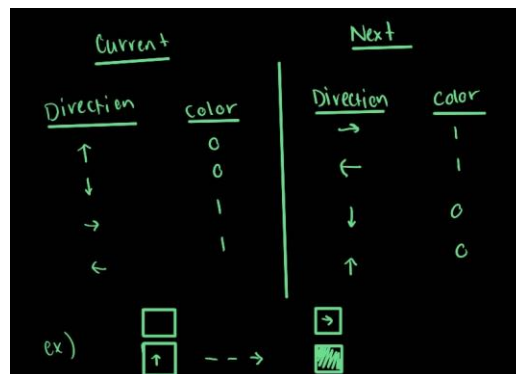 Current Next
Direction Color Direction Color
↑ 0 → 1
↓ 0 ← 1
→ 1 ↓ 0
← 1 ↑ 0
ex) ↑ - - → →